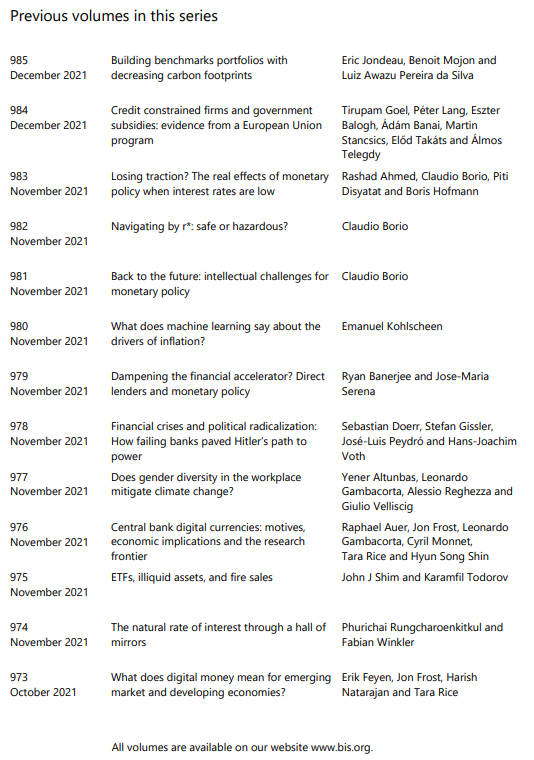 Previous volumes in this series
985 Building benchmarks portfolios with Eric Jondeau, Benoit Mojon and
December 2021 decreasing carbon footprints Luiz Awazu Pereira da Silva
984 Credit constrained firms and government Tirupam Goel, Péter Lang, Eszter
December 2021 subsidies: evidence from a European Union Balogh, Ádám Banai, Martin
program Stancsics, Előd Takáts and Álmos
Telegdy
983 Losing traction? The real effects of monetary Rashad Ahmed, Claudio Borio, Piti
November 2021 policy when interest rates are low Disyatat and Boris Hofmann
982 Navigating by r*: safe or hazardous? Claudio Borio
November 2021
981 Back to the future: intellectual challenges for Claudio Borio
November 2021 monetary policy
980 What does machine learning say about the Emanuel Kohlscheen
November 2021 drivers of inflation?
979 Dampening the financial accelerator? Direct Ryan Banerjee and Jose-Maria
November 2021 lenders and monetary policy Serena
978 Financial crises and political radicalization: Sebastian Doerr, Stefan Gissler,
November 2021 How failing banks paved Hitler's path to José-Luis Peydró and Hans-Joachim
power Voth
977 Does gender diversity in the workplace Yener Altunbas, Leonardo
November 2021 mitigate climate change? Gambacorta, Alessio Reghezza and
Giulio Velliscig
976 Central bank digital currencies: motives, Raphael Auer, Jon Frost, Leonardo
November 2021 economic implications and the research Gambacorta, Cyril Monnet,
frontier Tara Rice and Hyun Song Shin
975 ETFs, illiquid assets, and fire sales John J Shim and Karamfil Todorov
November 2021
974 The natural rate of interest through a hall of Phurichai Rungcharoenkitkul and
November 2021 mirrors Fabian Winkler
973 What does digital money mean for emerging Erik Feyen, Jon Frost, Harish
October 2021 market and developing economies? Natarajan and Tara Rice
All volumes are available on our website www.bis.org.